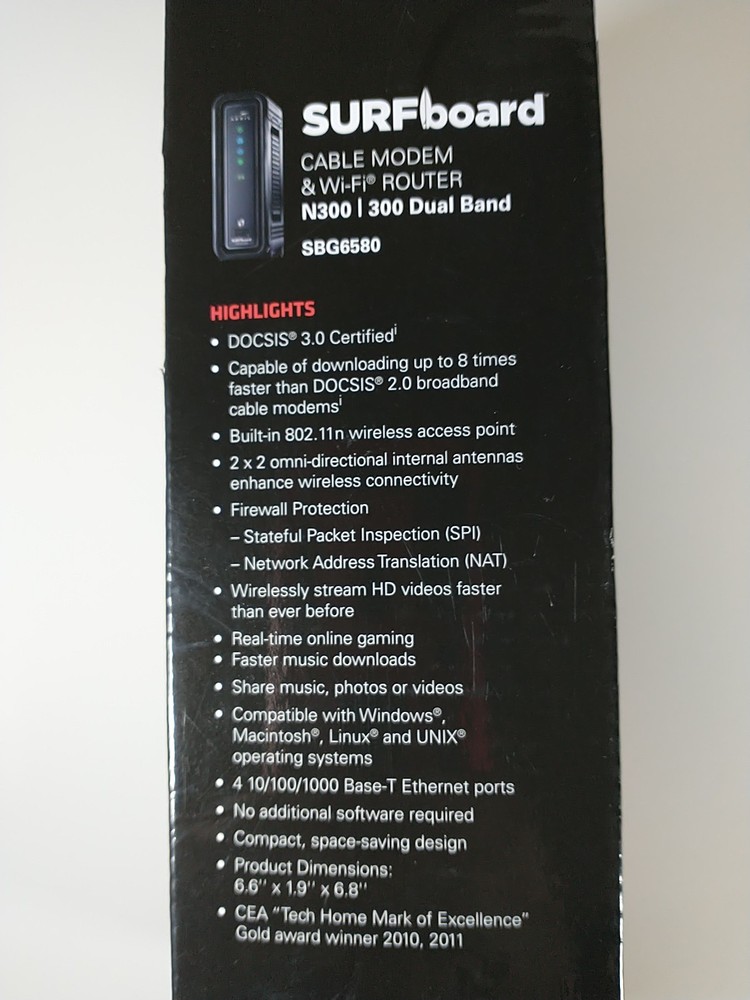 SURFboard™
CABLE MODEM
& Wi-Fi® ROUTER
N300 | 300 Dual Band
SBG6580
HIGHLIGHTS
• DOCSIS® 3.0 Certifiedⁱ
• Capable of downloading up to 8 times
faster than DOCSIS® 2.0 broadband
cable modemsⁱ
• Built-in 802.11n wireless access point
• 2 x 2 omni-directional internal antennas
enhance wireless connectivity
• Firewall Protection
– Stateful Packet Inspection (SPI)
– Network Address Translation (NAT)
• Wirelessly stream HD videos faster
than ever before
• Real-time online gaming
• Faster music downloads
• Share music, photos or videos
• Compatible with Windows®,
Macintosh®, Linux® and UNIX®
operating systems
• 4 10/100/1000 Base-T Ethernet ports
• No additional software required
• Compact, space-saving design
• Product Dimensions:
6.6" x 1.9" x 6.8"
• CEA "Tech Home Mark of Excellence"
Gold award winner 2010, 2011